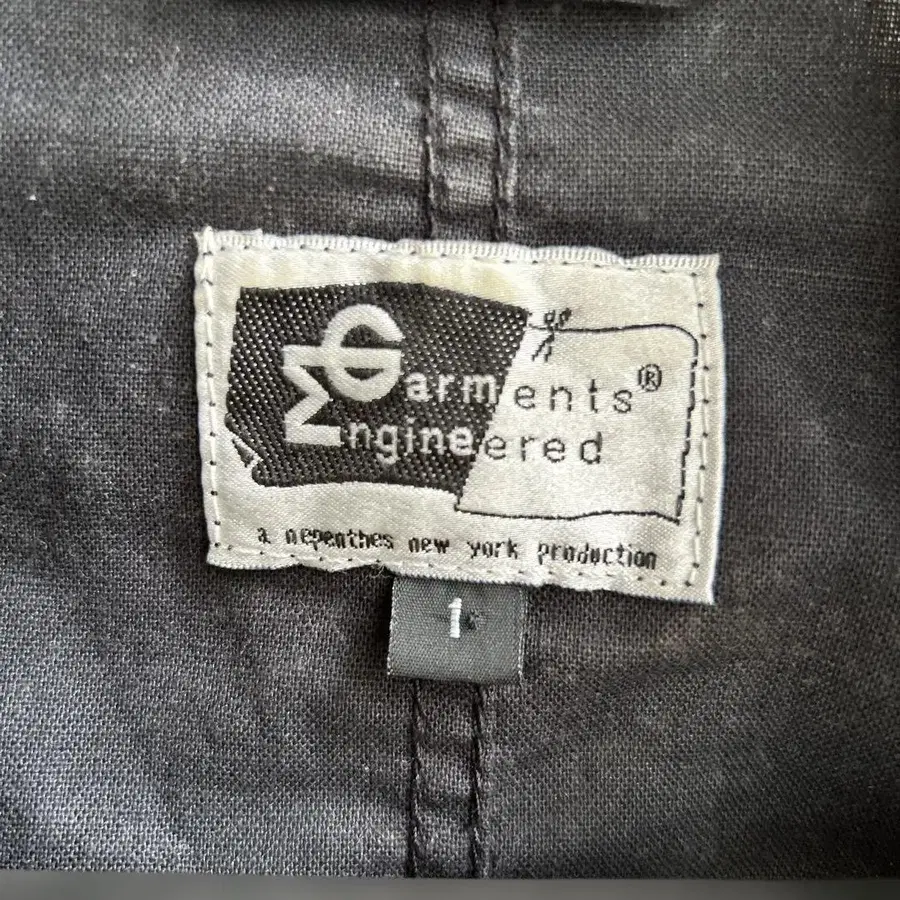 Garments®
Engineered
a nepenthes new york production
1